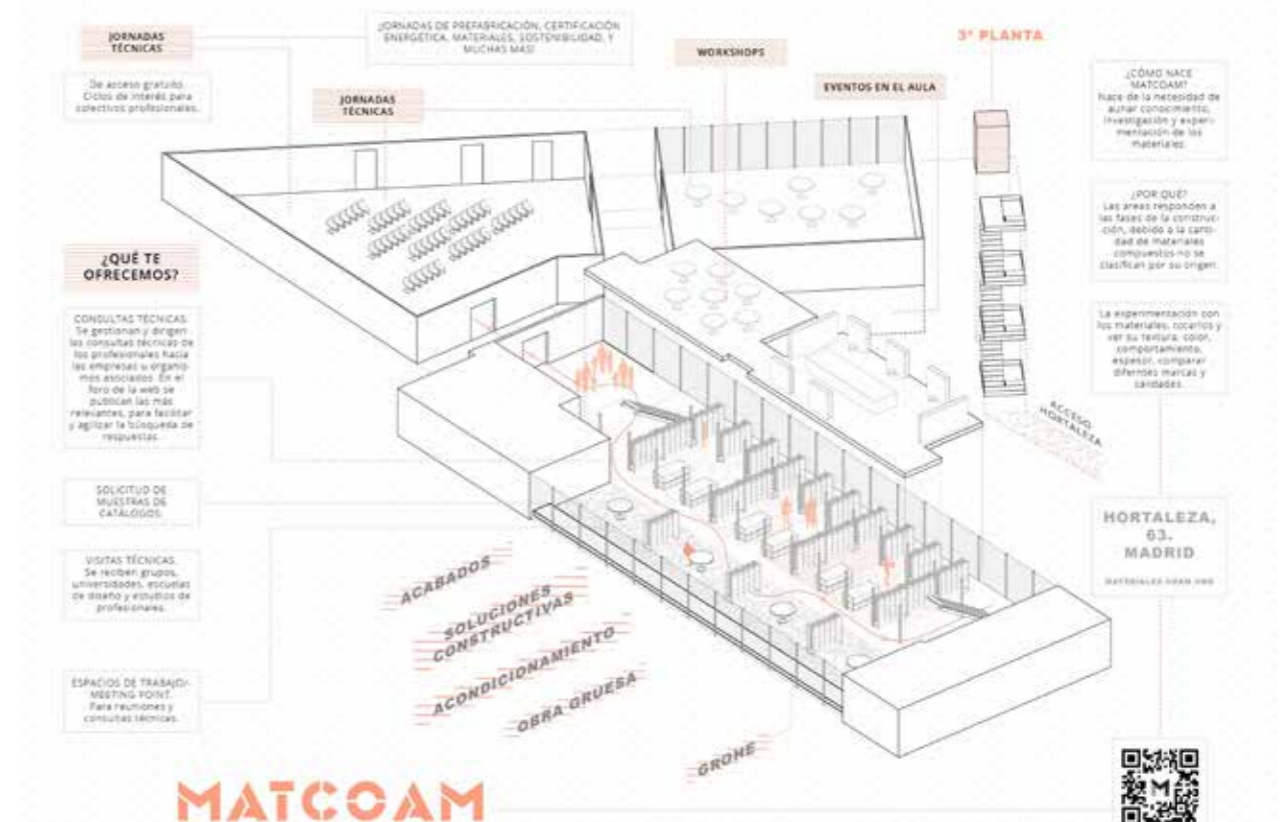 JORNADAS
TÉCNICAS
De acceso gratuito.
Ciclos de interés para
colectivos profesionales.
JORNADAS DE PREFABRICACIÓN, CERTIFICACIÓN
ENERGÉTICA, MATERIALES, SOSTENIBILIDAD, Y
MUCHAS MÁS!
JORNADAS
TÉCNICAS
WORKSHOPS
EVENTOS EN EL AULA
3ª PLANTA
¿CÓMO NACE
MATCOAM?
Nace de la necesidad de
aunar conocimiento,
investigación y experi-
mentación de los
materiales.
¿POR QUÉ?
Las areas responden a
las fases de la construc-
ción, debido a la canti-
dad de materiales
compuestos no se
clasifican por su origen.
La experimentación con
los materiales, tocarlos y
ver su textura, color,
comportamiento,
espesor, comparar
diferntes marcas y
calidades.
ACCESO
HORTALEZA
HORTALEZA,
63.
MADRID
MATERIALES.COAM.ORG
¿QUÉ TE
OFRECEMOS?
CONSULTAS TÉCNICAS.
Se gestionan y dirigen
las consultas técnicas de
los profesionales hacia
las empresas u organis-
mos asociados. En el
foro de la web se
publican las más
relevantes, para facilitar
y agilizar la búsqueda de
respuestas.
SOLICITUD DE
MUESTRAS DE
CATÁLOGOS.
VISITAS TÉCNICAS.
Se reciben grupos,
universidades, escuelas
de diseño y estudios de
profesionales.
ESPACIOS DE TRABAJO/
MEETING POINT.
Para reuniones y
consultas técnicas.
ACABADOS
SOLUCIONES
CONSTRUCTIVAS
ACONDICIONAMIENTO
OBRA GRUESA
GROHE
MATCOAM
M